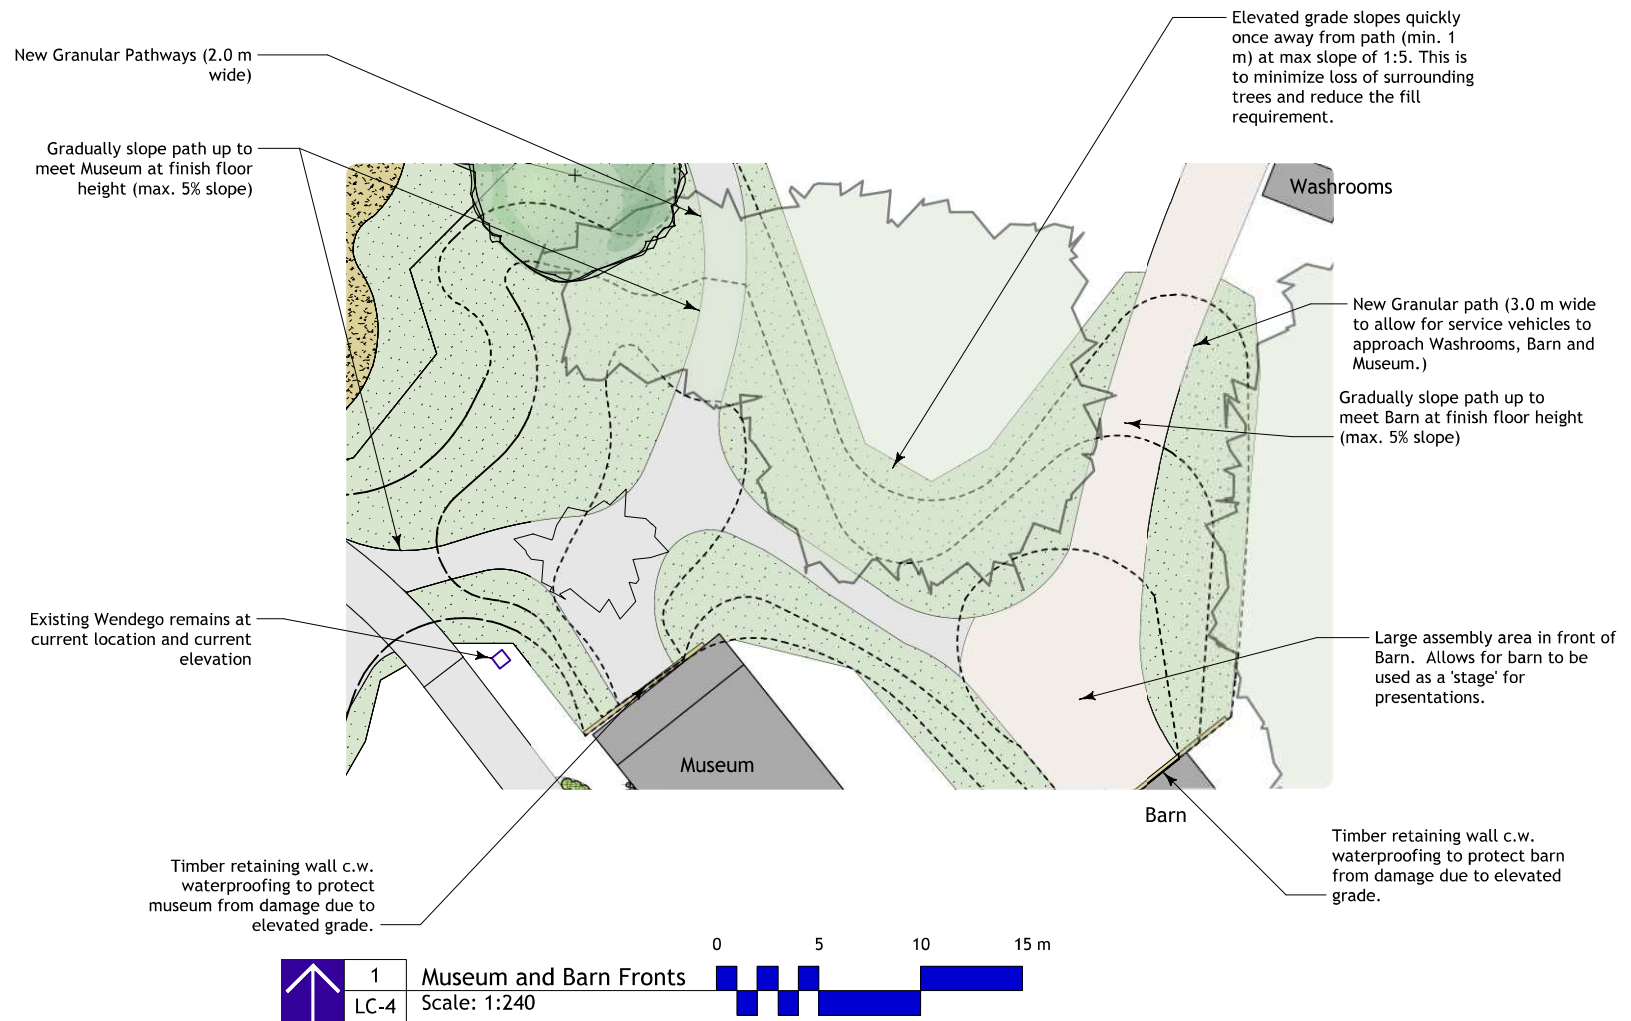 Elevated grade slopes quickly
once away from path (min. 1
m) at max slope of 1:5. This is
to minimize loss of surrounding
trees and reduce the fill
requirement.
New Granular Pathways (2.0 m
wide)
Gradually slope path up to
meet Museum at finish floor
height (max. 5% slope)
Washrooms
New Granular path (3.0 m wide
to allow for service vehicles to
approach Washrooms, Barn and
Museum.)
Gradually slope path up to
meet Barn at finish floor height
(max. 5% slope)
Existing Wendego remains at
current location and current
elevation
Large assembly area in front of
Barn. Allows for barn to be
used as a 'stage' for
presentations.
Museum
Barn
Timber retaining wall c.w.
waterproofing to protect
museum from damage due to
elevated grade.
Timber retaining wall c.w.
waterproofing to protect barn
from damage due to elevated
grade.
0 5 10 15 m
1
LC-4
Museum and Barn Fronts
Scale: 1:240